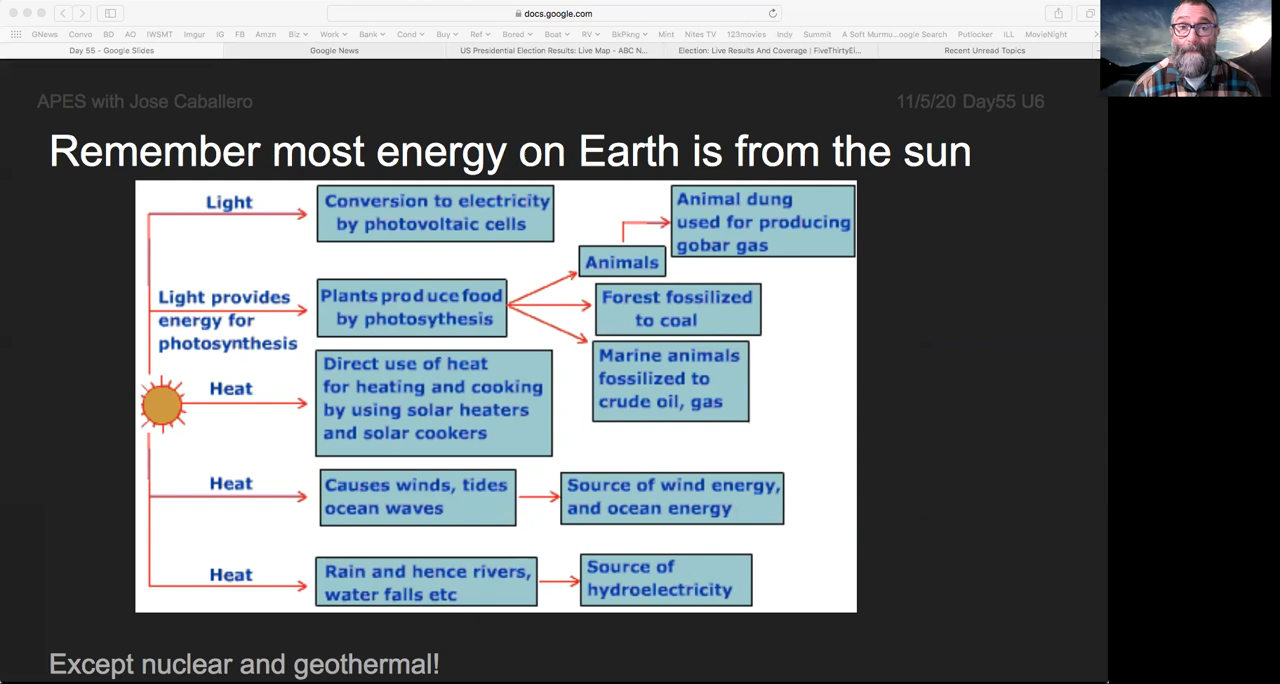 docs.google.com
GNews Convo BD AO IWSMT Imgur IG FB Amzn Biz Work Bank Cond Buy Ref Bored Boat RV BkPkng Mint Nites TV 123movies Indy Summit A Soft Murmu...oogle Search Putlocker ILL MovieNight
Day 55 - Google Slides
Google News
US Presidential Election Results: Live Map - ABC N...
Election: Live Results And Coverage | FiveThirtyEi...
Recent Unread Topics
APES with Jose Caballero
11/5/20 Day55 U6
Remember most energy on Earth is from the sun
Light
Conversion to electricity
by photovoltaic cells
Animal dung
used for producing
gobar gas
Animals
Light provides
energy for
photosynthesis
Plants produce food
by photosythesis
Forest fossilized
to coal
Marine animals
fossilized to
crude oil, gas
Heat
Direct use of heat
for heating and cooking
by using solar heaters
and solar cookers
Heat
Causes winds, tides
ocean waves
Source of wind energy,
and ocean energy
Heat
Rain and hence rivers,
water falls etc
Source of
hydroelectricity
Except nuclear and geothermal!